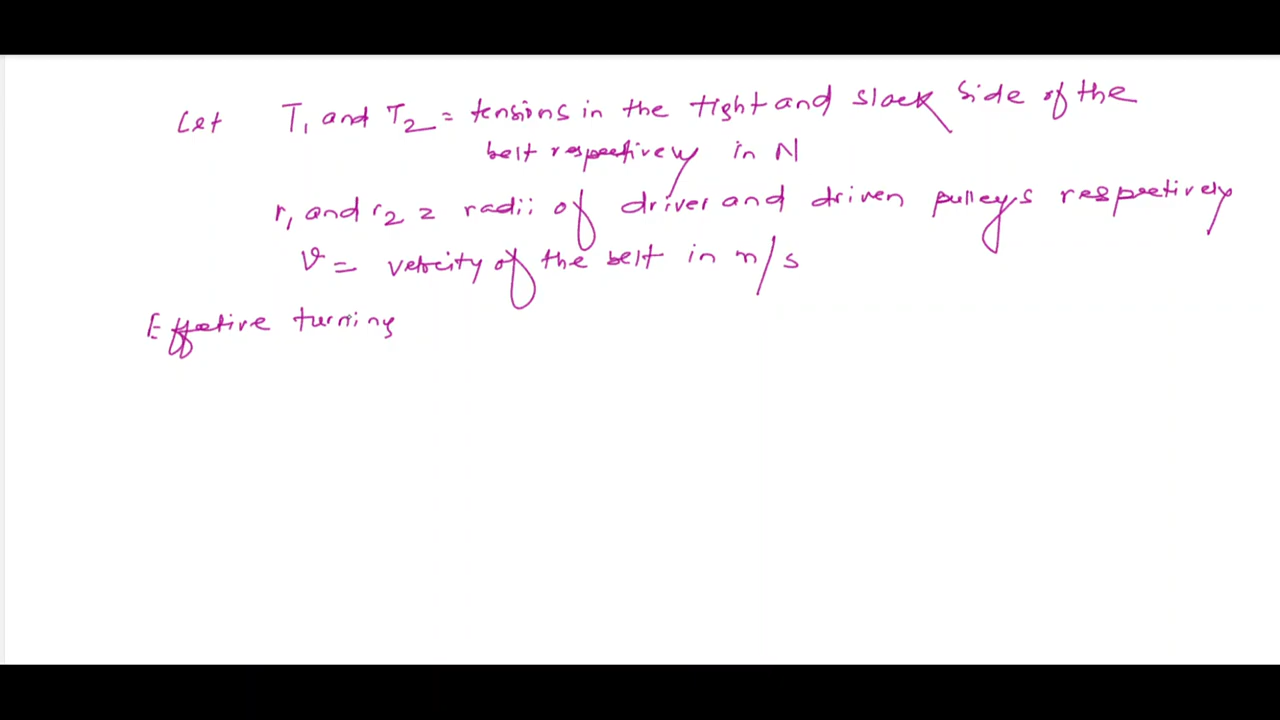 Let T1 and T2 = tensions in the tight and slack side of the
belt respectively in N
r1 and r2 = radii of driver and driven pulleys respectively
v = velocity of the belt in m/s
Effective turning